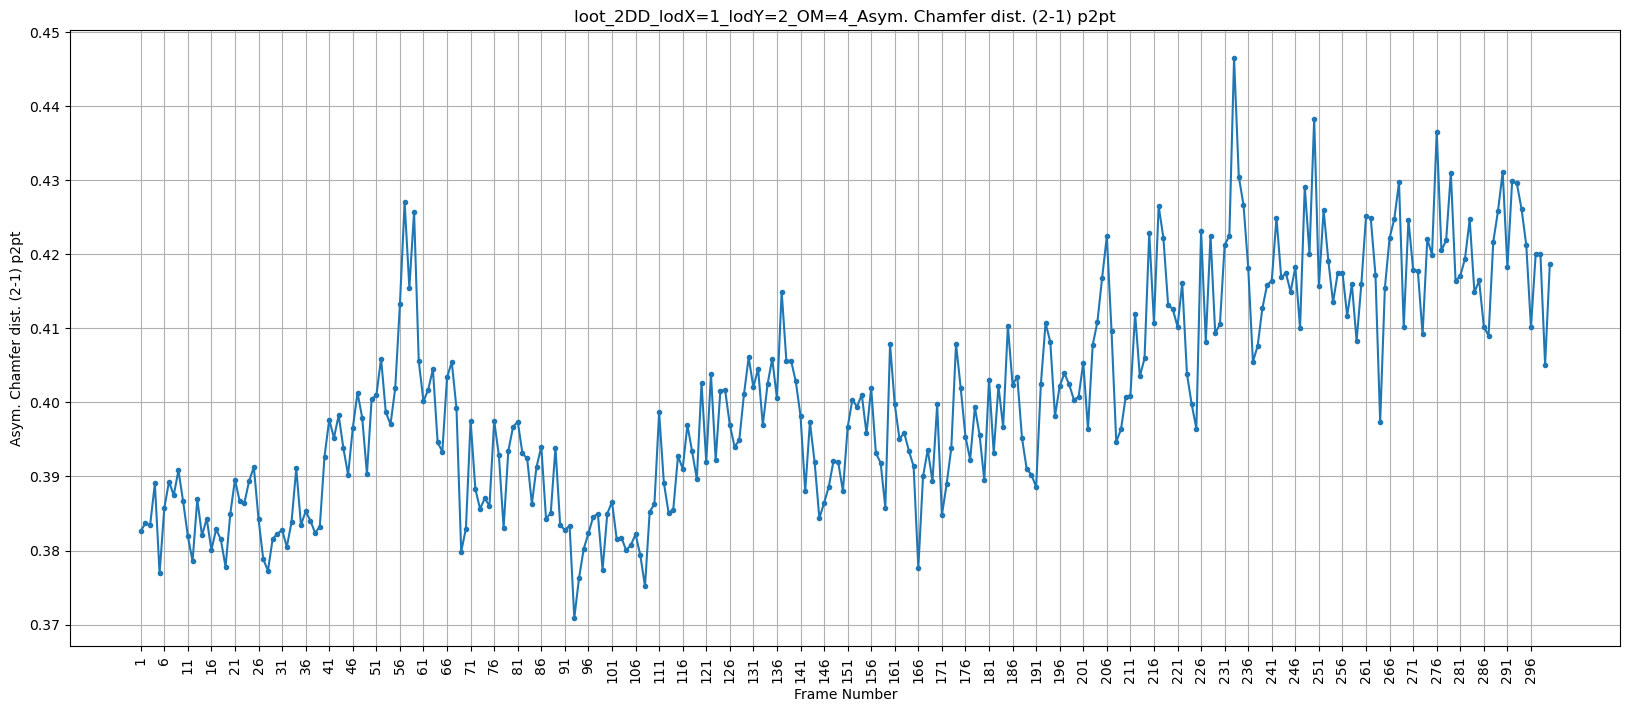 loot_2DD_lodX=1_lodY=2_OM=4_Asym. Chamfer dist. (2-1) p2pt
0.45
0.44
0.43
0.42
0.41
0.40
0.39
0.38
0.37
Asym. Chamfer dist. (2-1) p2pt
1 6 11 16 21 26 31 36 41 46 51 56 61 66 71 76 81 86 91 96 101 106 111 116 121 126 131 136 141 146 151 156 161 166 171 176 181 186 191 196 201 206 211 216 221 226 231 236 241 246 251 256 261 266 271 276 281 286 291 296
Frame Number